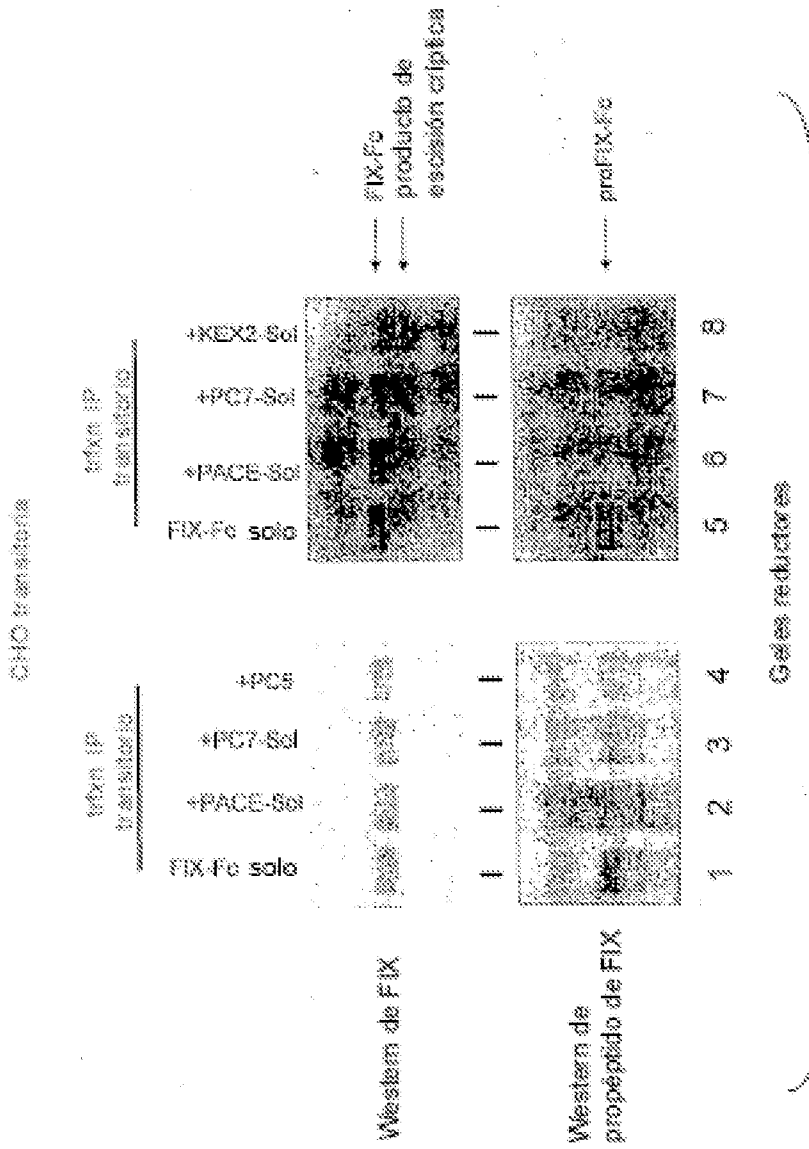 CHO transitoria
trfxn IP
transitorio
trfxn IP
transitorio
FIX-Fc solo
+PACE-Sol
+PC7-Sol
+PC5
FIX-Fc solo
+PACE-Sol
+PC7-Sol
+KEX2-Sol
Western de FIX
FIX-Fc
producto de
escisión críptica
Western de
propéptido de FIX
proFIX-Fc
1 2 3 4 5 6 7 8
Geles reductores